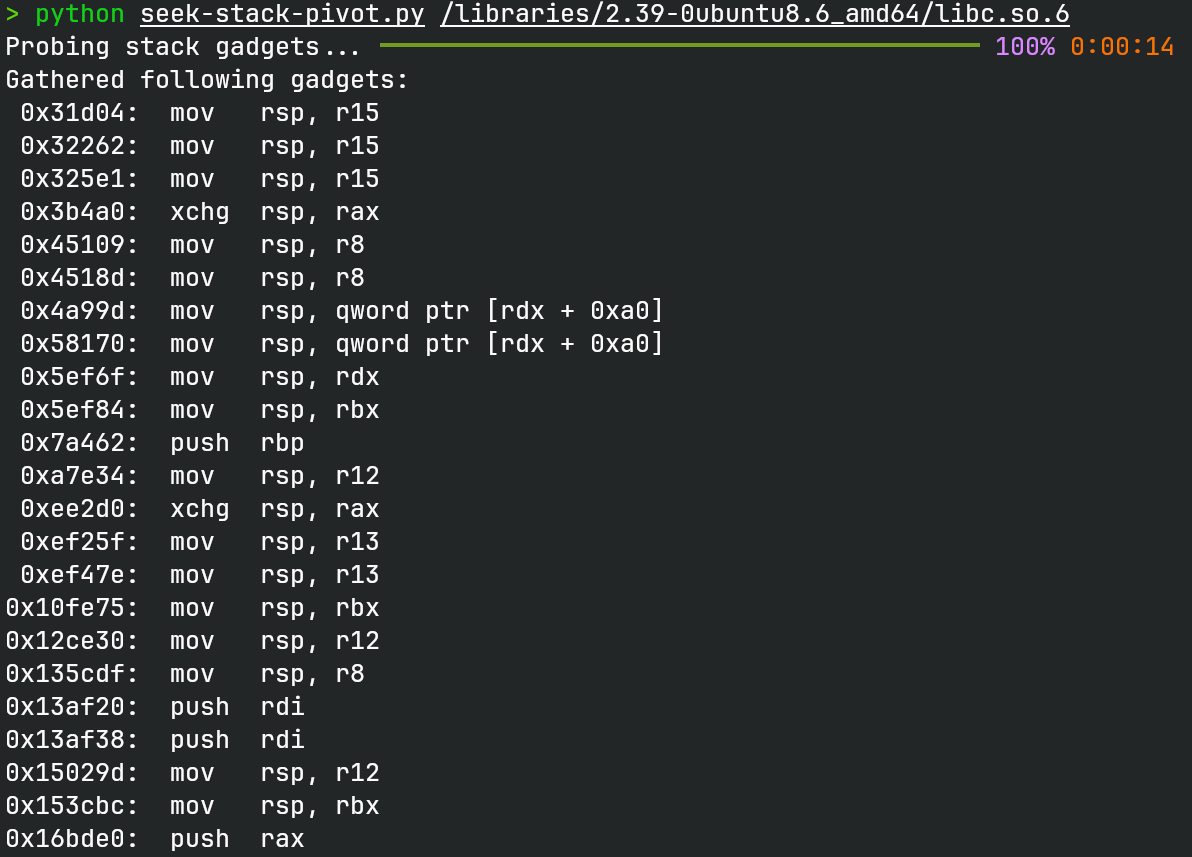 > python seek-stack-pivot.py /libraries/2.39-0ubuntu8.6_amd64/libc.so.6
Probing stack gadgets... 100% 0:00:14
Gathered following gadgets:
 0x31d04:  mov   rsp, r15
 0x32262:  mov   rsp, r15
 0x325e1:  mov   rsp, r15
 0x3b4a0:  xchg  rsp, rax
 0x45109:  mov   rsp, r8
 0x4518d:  mov   rsp, r8
 0x4a99d:  mov   rsp, qword ptr [rdx + 0xa0]
 0x58170:  mov   rsp, qword ptr [rdx + 0xa0]
 0x5ef6f:  mov   rsp, rdx
 0x5ef84:  mov   rsp, rbx
 0x7a462:  push  rbp
 0xa7e34:  mov   rsp, r12
 0xee2d0:  xchg  rsp, rax
 0xef25f:  mov   rsp, r13
 0xef47e:  mov   rsp, r13
0x10fe75:  mov   rsp, rbx
0x12ce30:  mov   rsp, r12
0x135cdf:  mov   rsp, r8
0x13af20:  push  rdi
0x13af38:  push  rdi
0x15029d:  mov   rsp, r12
0x153cbc:  mov   rsp, rbx
0x16bde0:  push  rax